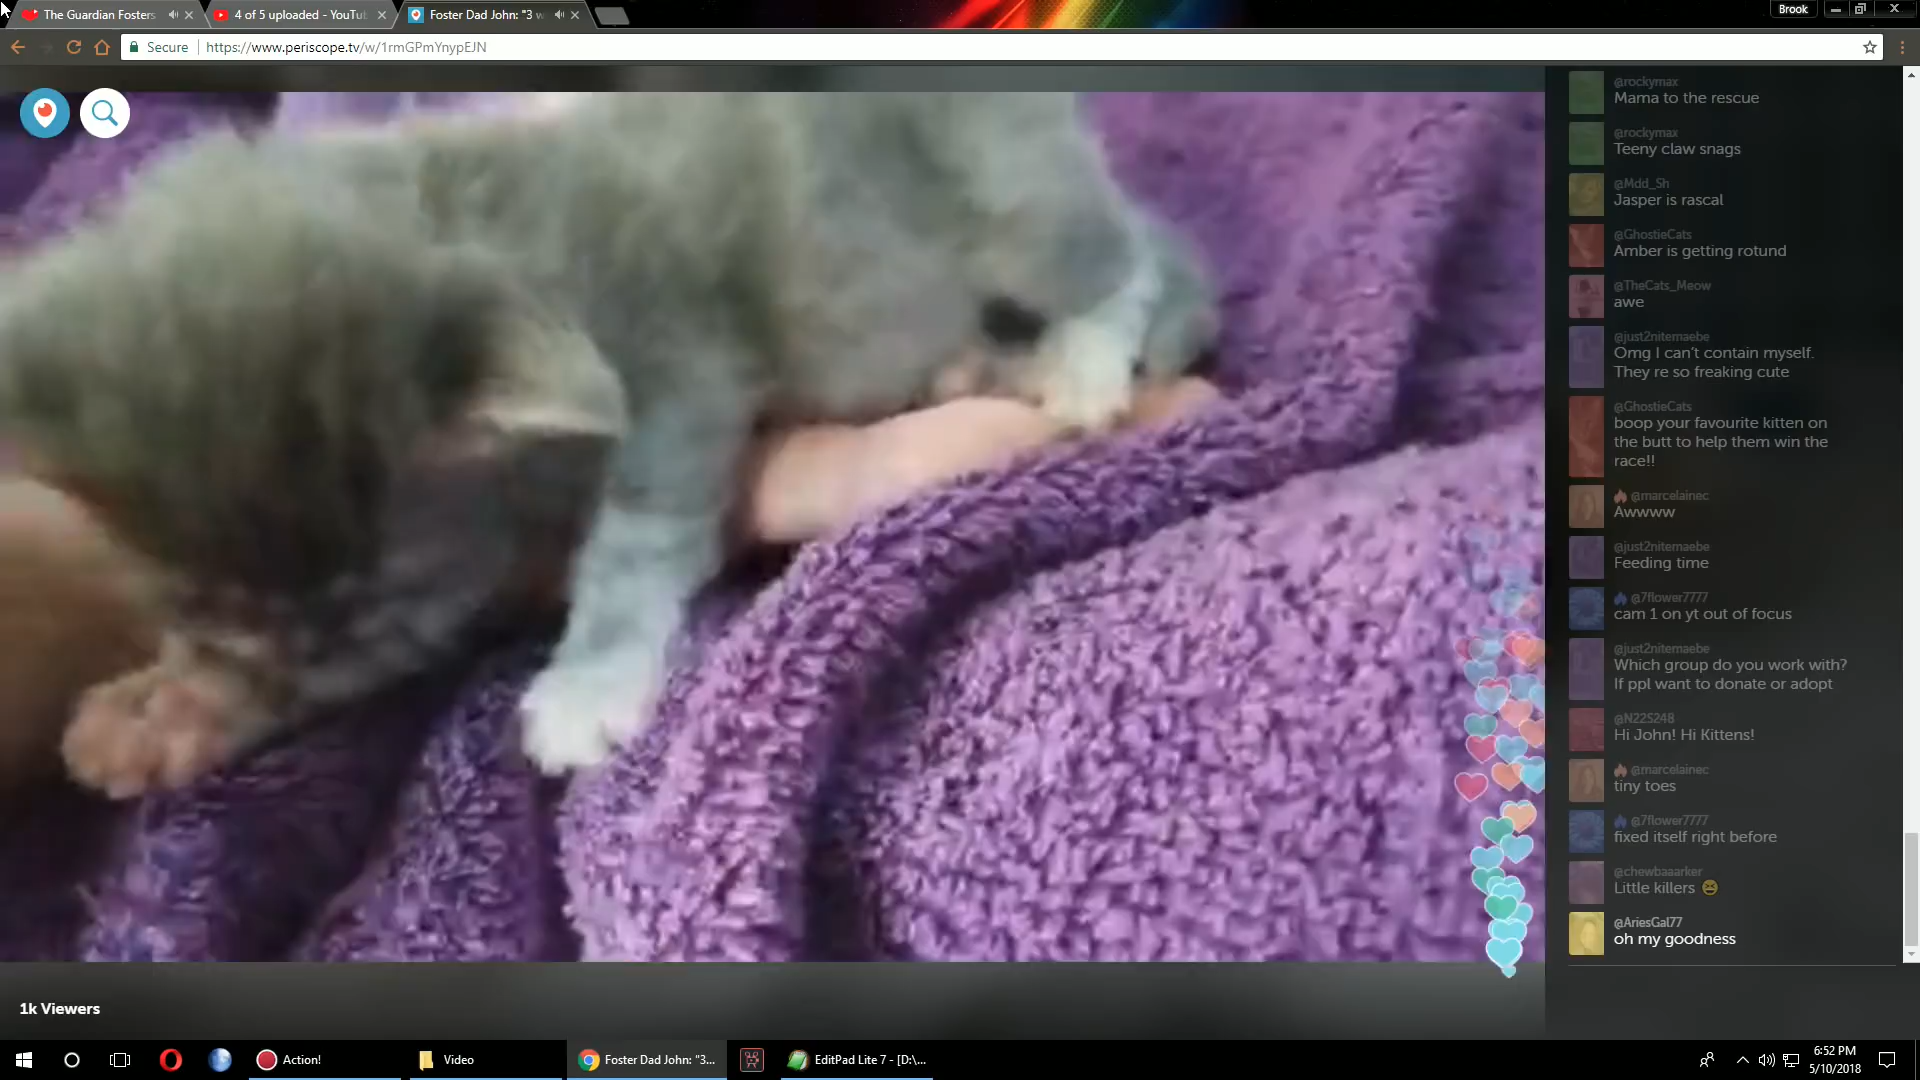 The Guardian Fosters
4 of 5 uploaded - YouTu
Foster Dad John: "3 w
Brook
Secure
https://www.periscope.tv/w/1rmGPmYnypEJN
@rockymax
Mama to the rescue
@rockymax
Teeny claw snags
@Mdd_Sh
Jasper is rascal
@GhostieCats
Amber is getting rotund
@TheCats_Meow
awe
@just2nitemaebe
Omg I can't contain myself.
They re so freaking cute
@GhostieCats
boop your favourite kitten on
the butt to help them win the
race!!
@marcelainec
Awwww
@just2nitemaebe
Feeding time
@7flower7777
cam 1 on yt out of focus
@just2nitemaebe
Which group do you work with?
If ppl want to donate or adopt
@N22S248
Hi John! Hi Kittens!
@marcelainec
tiny toes
@7flower7777
fixed itself right before
@chewbaaarker
Little killers 😆
@AriesGal77
oh my goodness
1k Viewers
Action!
Video
Foster Dad John: "3...
EditPad Lite 7 - [D:\...
6:52 PM
5/10/2018